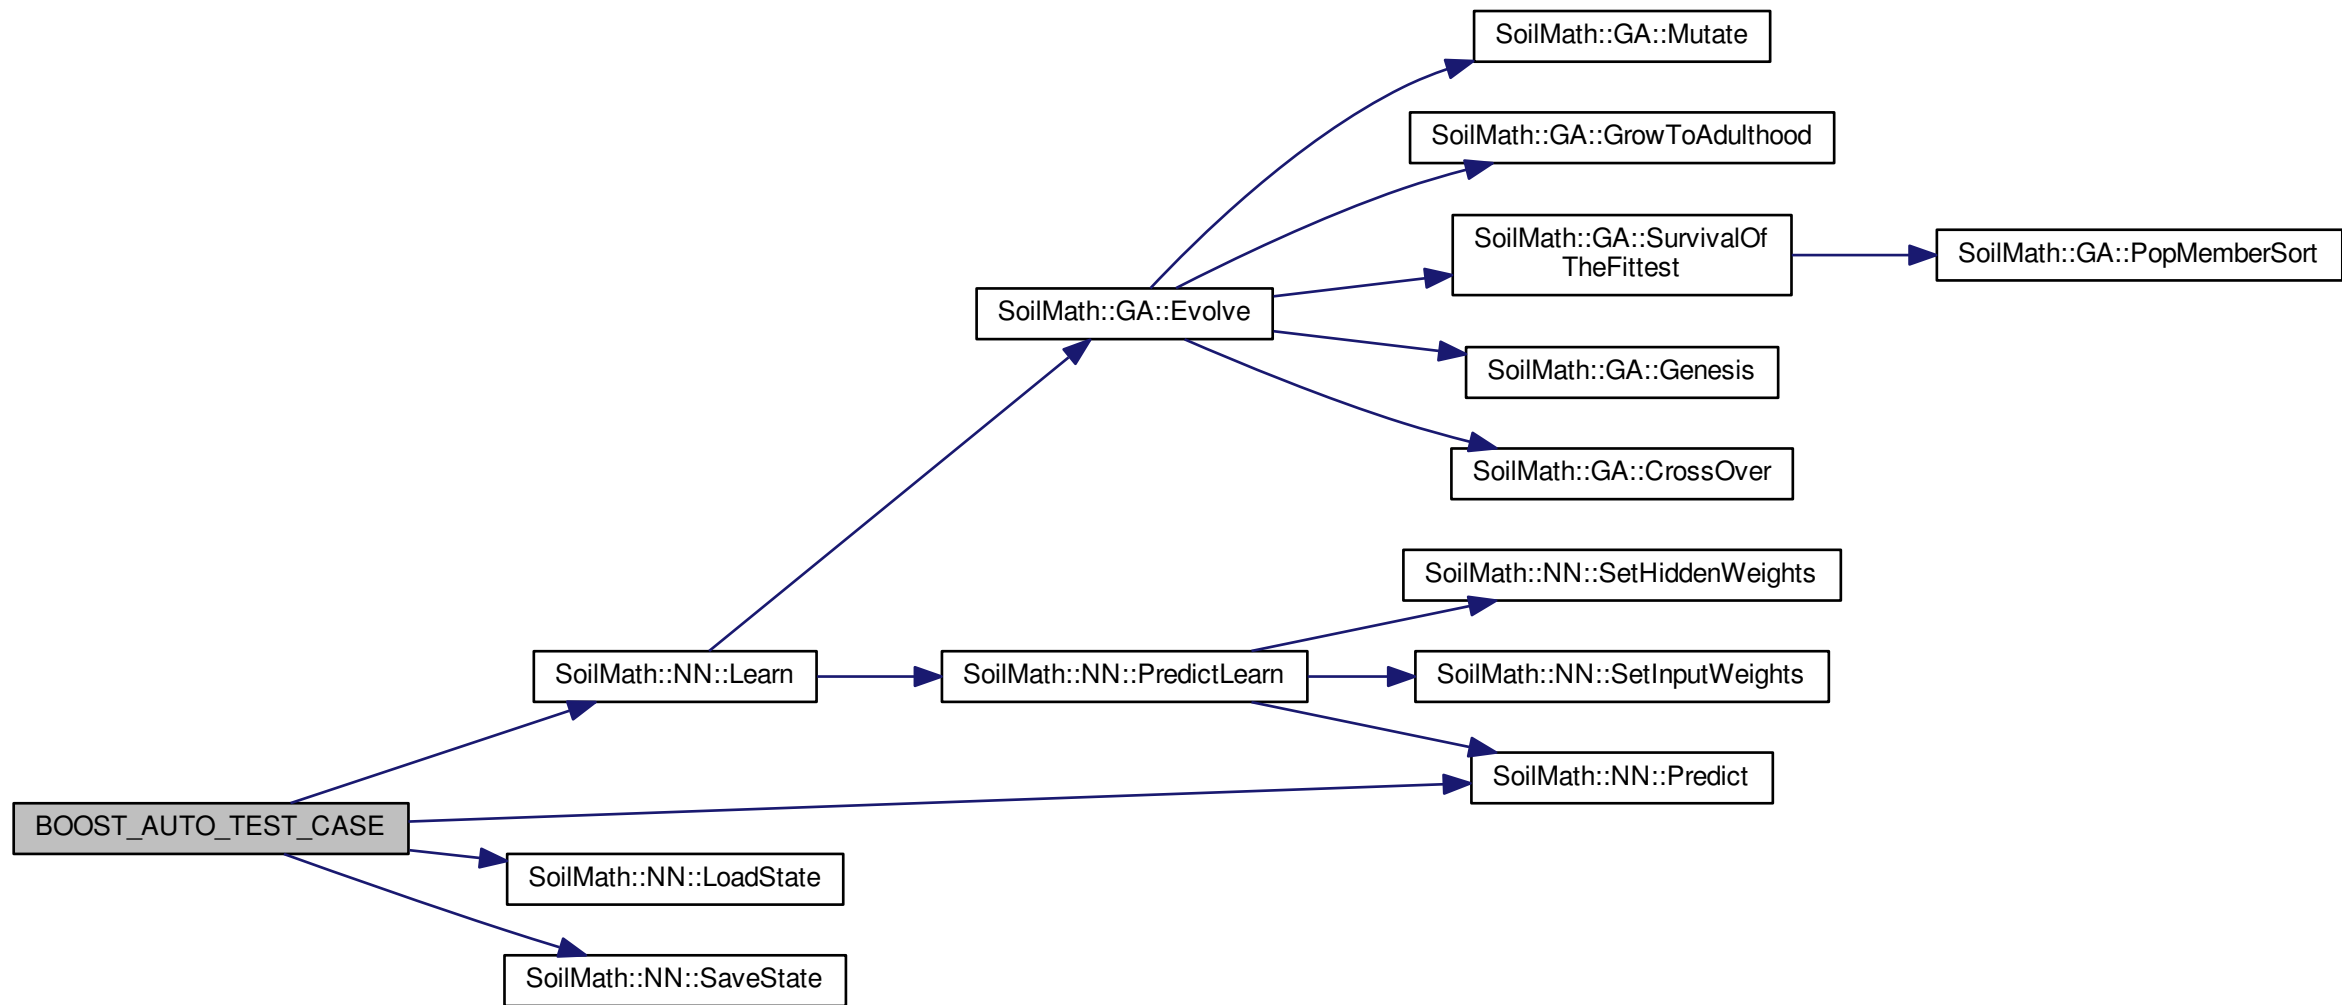 SoilMath::GA::Mutate
SoilMath::GA::GrowToAdulthood
SoilMath::GA::SurvivalOf
TheFittest
SoilMath::GA::PopMemberSort
SoilMath::GA::Evolve
SoilMath::GA::Genesis
SoilMath::GA::CrossOver
SoilMath::NN::SetHiddenWeights
SoilMath::NN::Learn
SoilMath::NN::PredictLearn
SoilMath::NN::SetInputWeights
SoilMath::NN::Predict
BOOST_AUTO_TEST_CASE
SoilMath::NN::LoadState
SoilMath::NN::SaveState